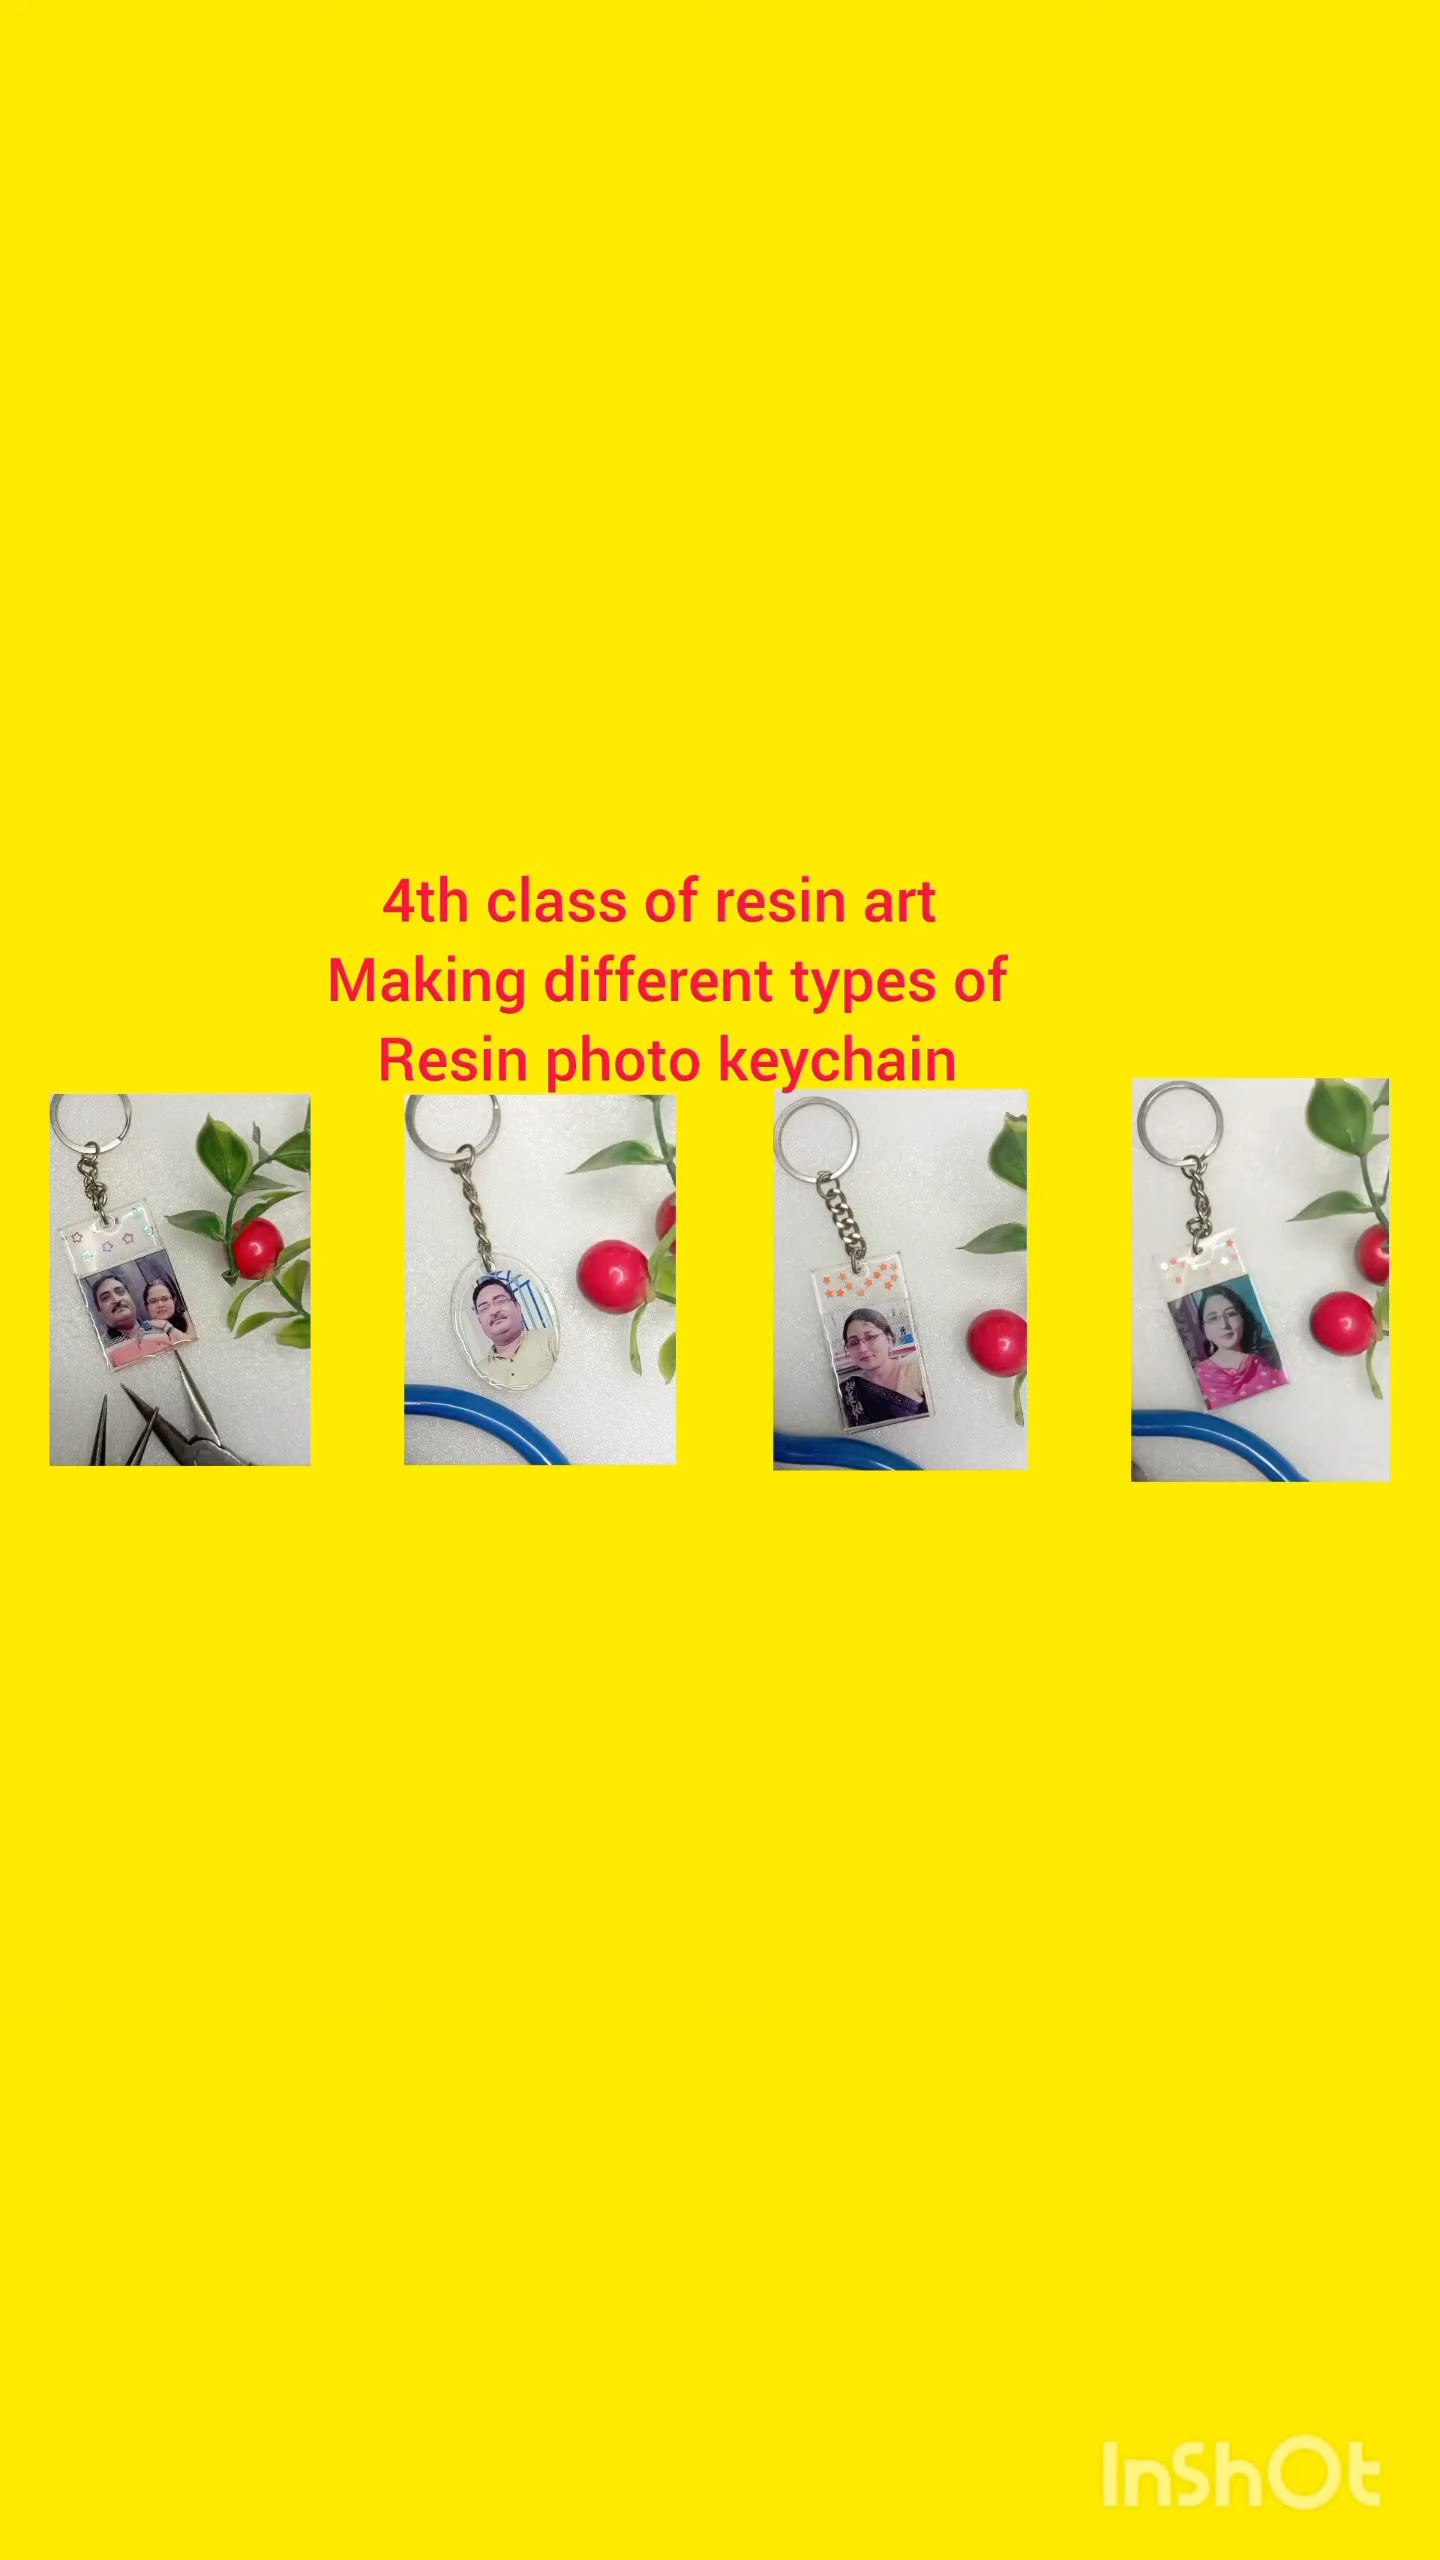 4th class of resin art
Making different types of
Resin photo keychain
InShOt